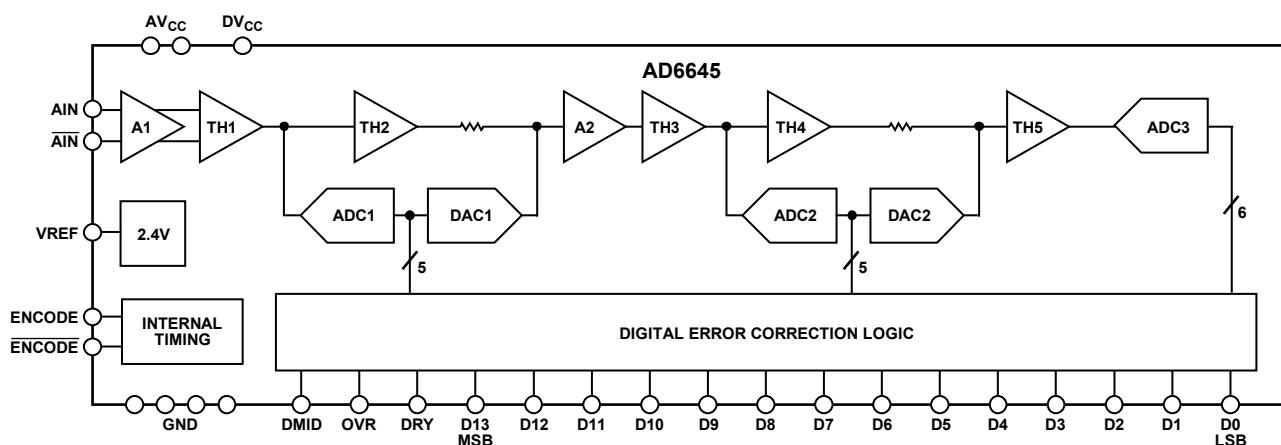 AVCC DVCC
AD6645
AIN
A1 TH1 TH2 A2 TH3 TH4 TH5 ADC3
AIN
ADC1 DAC1 ADC2 DAC2
VREF 2.4V
5 5 6
ENCODE
INTERNAL
TIMING
ENCODE
DIGITAL ERROR CORRECTION LOGIC
GND DMID OVR DRY D13 D12 D11 D10 D9 D8 D7 D6 D5 D4 D3 D2 D1 D0
MSB LSB